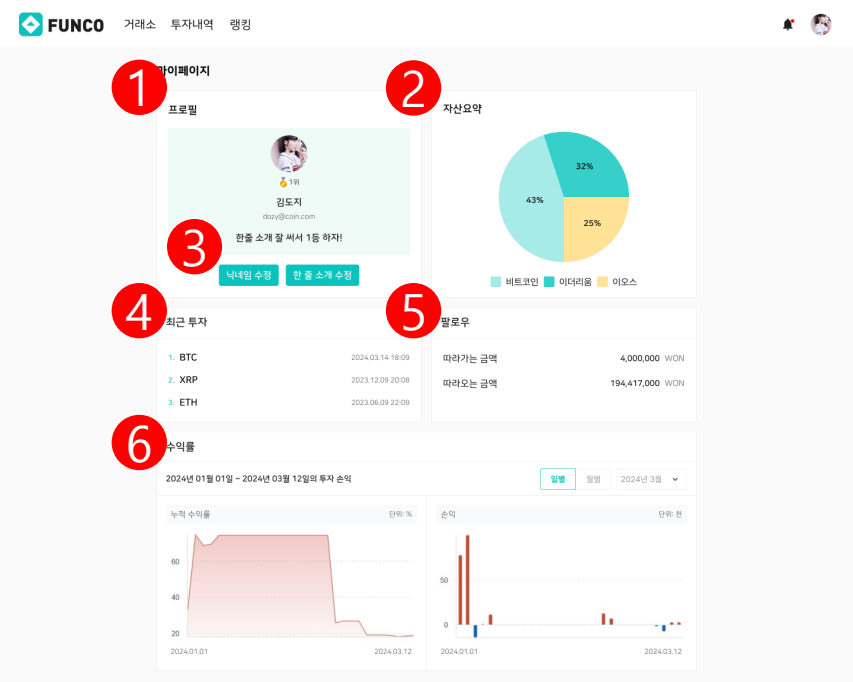 FUNCO 거래소 투자내역 랭킹
1 마이페이지
2
프로필
자산요약
1위
김도지
dozy@coin.com
한줄 소개 잘 써서 1등 하자!
3
닉네임 수정 한 줄 소개 수정
32%
43%
25%
비트코인 이더리움 이오스
4 최근 투자
1. BTC 2024.03.14 18:09
2. XRP 2023.12.09 20:08
3. ETH 2023.06.09 22:09
5 팔로우
따라가는 금액 4,000,000 WON
따라오는 금액 194,417,000 WON
6 수익률
2024년 01월 01일 ~ 2024년 03월 12일의 투자 손익
일별 월별 2024년 3월
누적 수익률 단위: %
60
40
20
2024.01.01 2024.03.12
손익 단위: 천
50
0
2024.01.01 2024.03.12